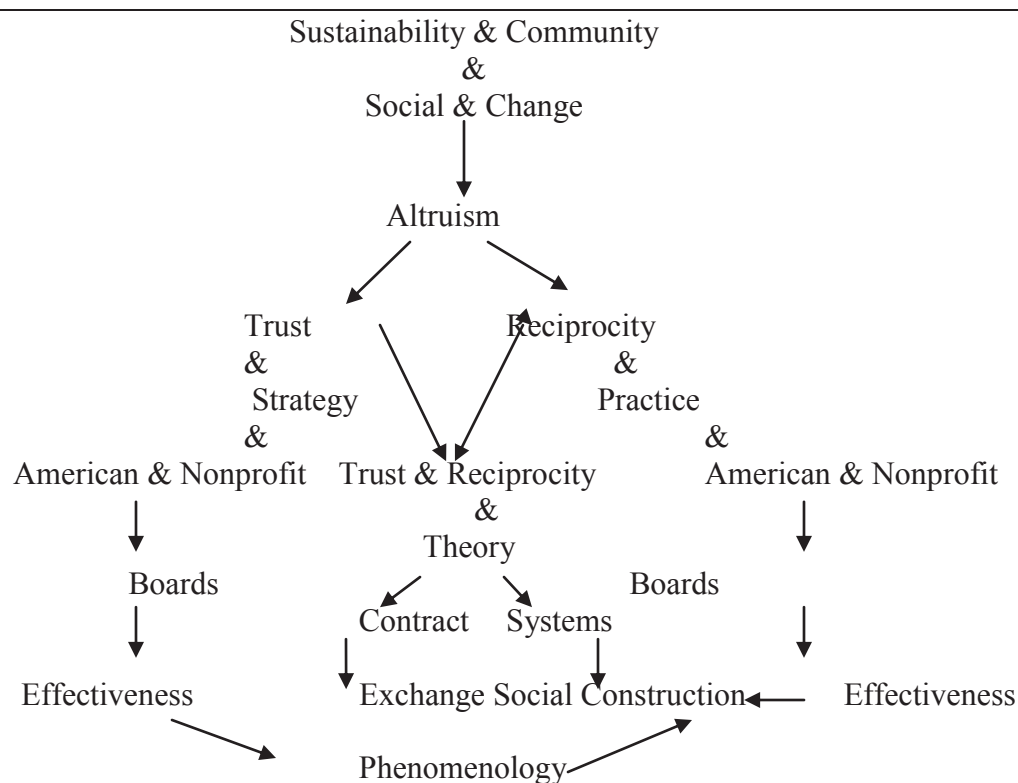 Sustainability & Community
&
Social & Change
Altruism
Trust Reciprocity
& &
Strategy Practice
& &
American & Nonprofit Trust & Reciprocity American & Nonprofit
&
Theory
Boards Boards
Contract Systems
Effectiveness Exchange Social Construction Effectiveness
Phenomenology